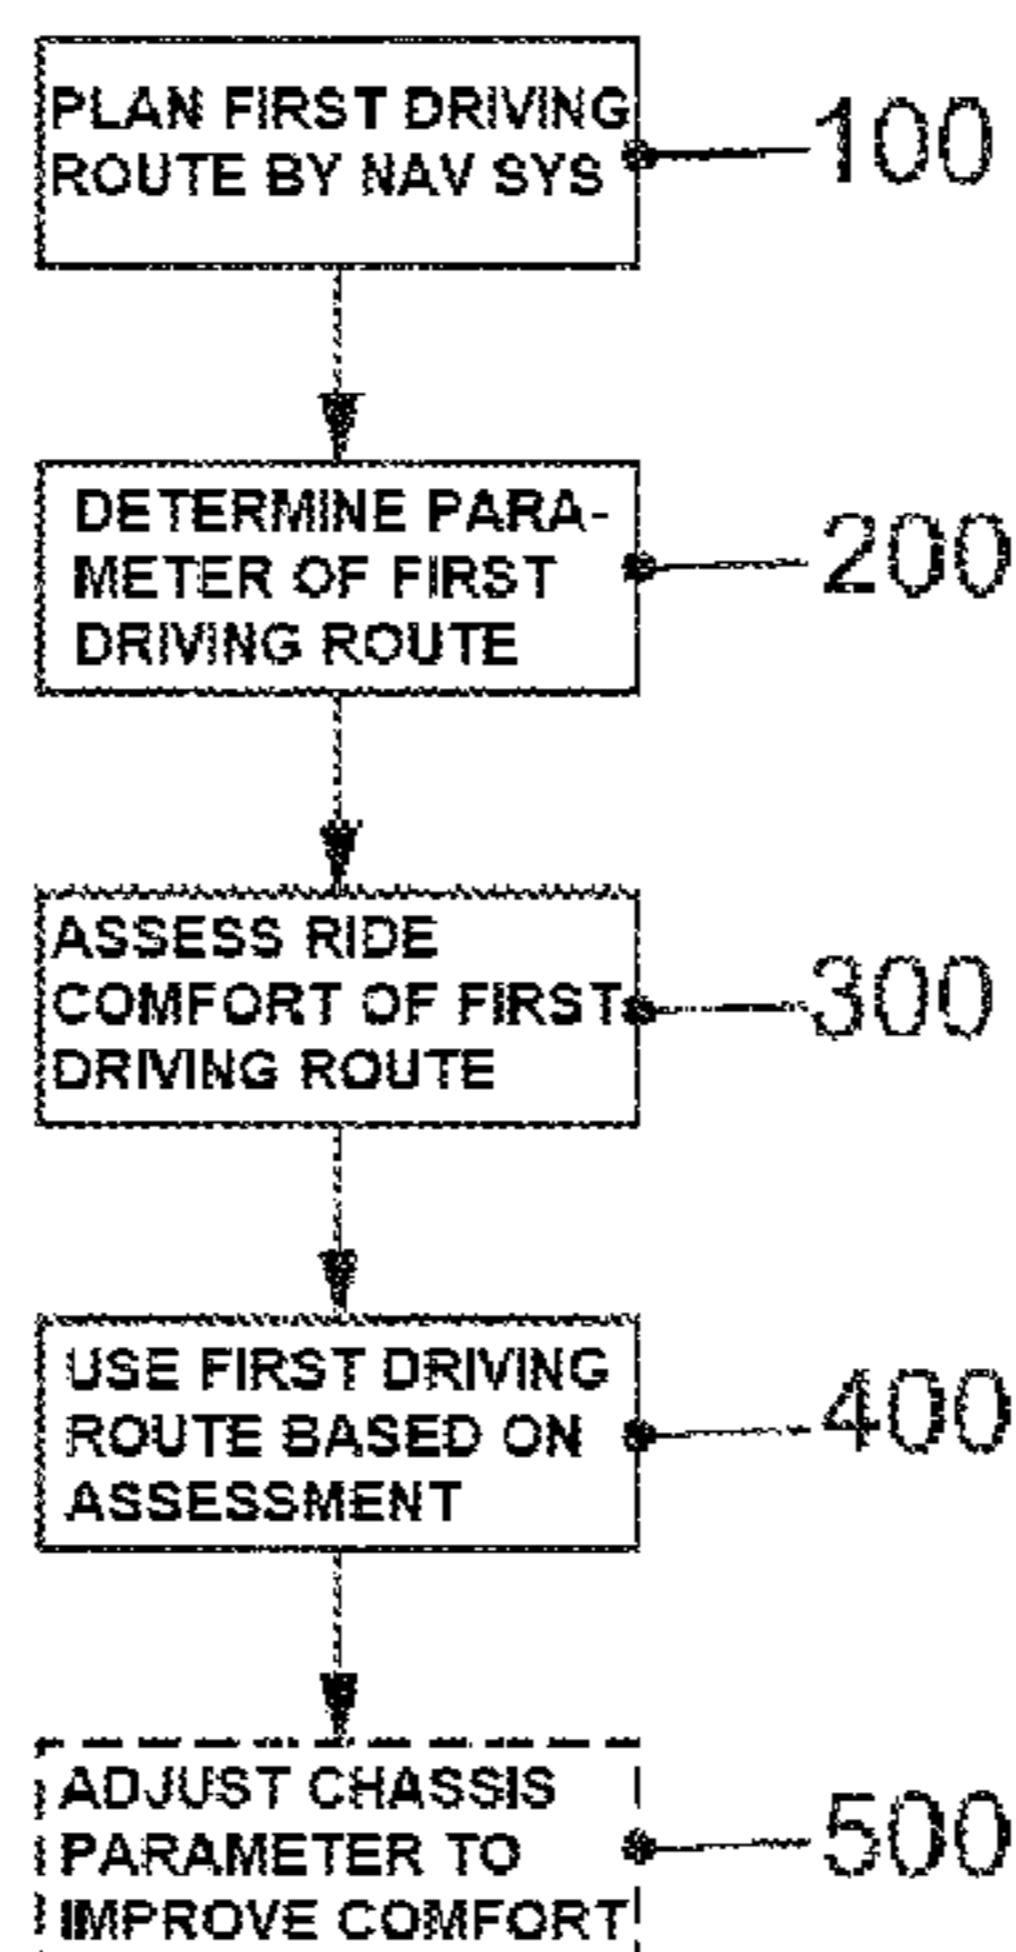 PLAN FIRST DRIVING
ROUTE BY NAV SYS
100
DETERMINE PARA-
METER OF FIRST
DRIVING ROUTE
200
ASSESS RIDE
COMFORT OF FIRST
DRIVING ROUTE
300
USE FIRST DRIVING
ROUTE BASED ON
ASSESSMENT
400
ADJUST CHASSIS
PARAMETER TO
IMPROVE COMFORT
500